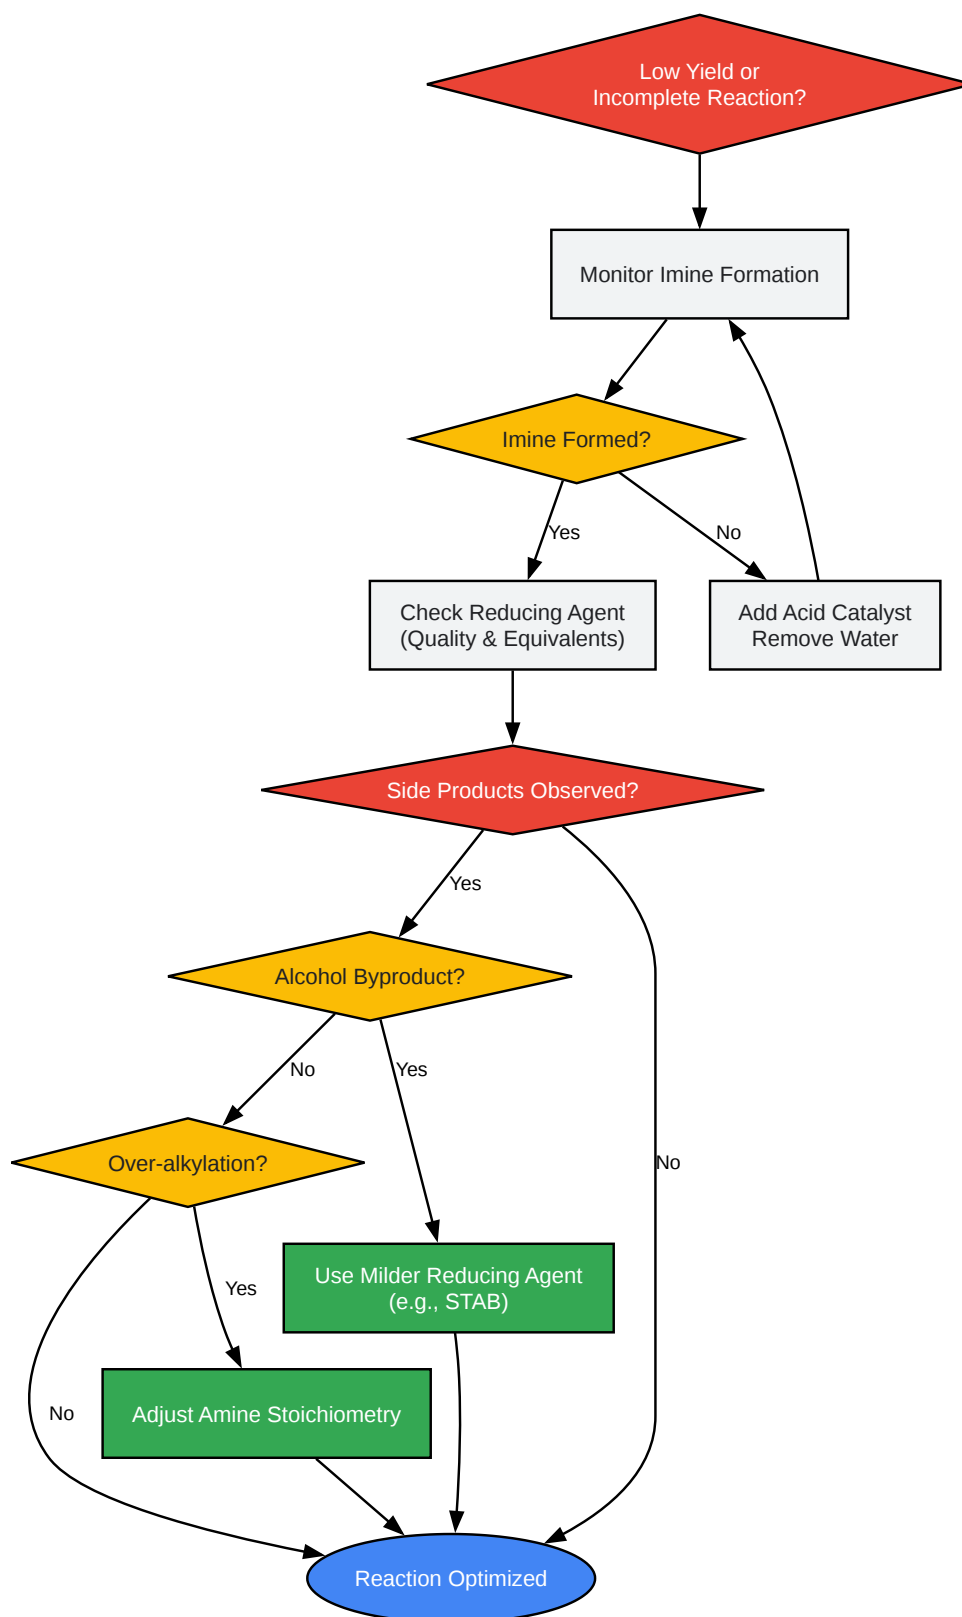 Low Yield or
Incomplete Reaction?
Monitor Imine Formation
Imine Formed?
Yes
No
Check Reducing Agent
(Quality & Equivalents)
Add Acid Catalyst
Remove Water
Side Products Observed?
Yes
Alcohol Byproduct?
No
Yes
Over-alkylation?
No
Use Milder Reducing Agent
(e.g., STAB)
Yes
No
Adjust Amine Stoichiometry
Reaction Optimized